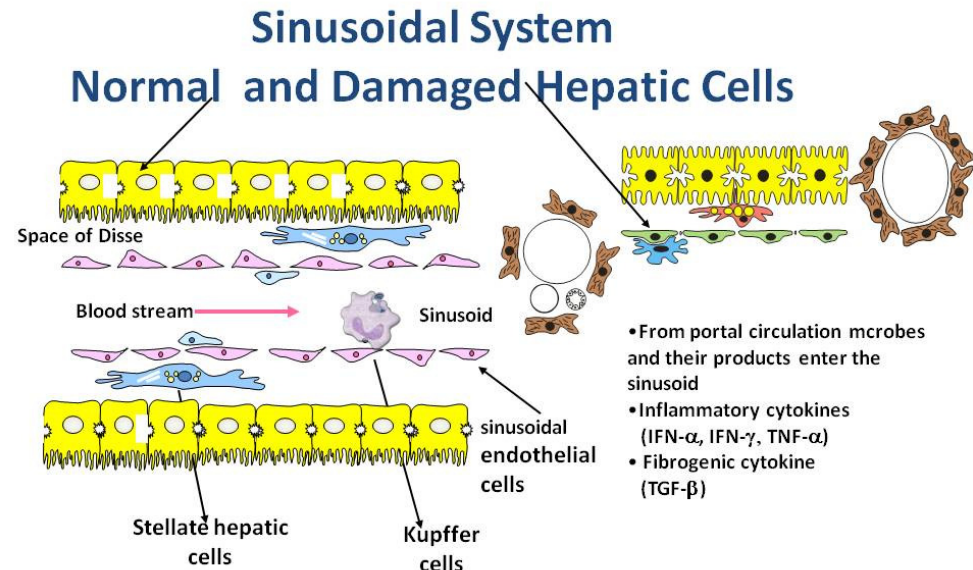 Sinusoidal System
Normal and Damaged Hepatic Cells
Space of Disse
Blood stream
Sinusoid
sinusoidal
endothelial
cells
Stellate hepatic
cells
Kupffer
cells
•From portal circulation mcrobes
and their products enter the
sinusoid
•Inflammatory cytokines
(IFN-α, IFN-γ, TNF-α)
• Fibrogenic cytokine
(TGF-β)